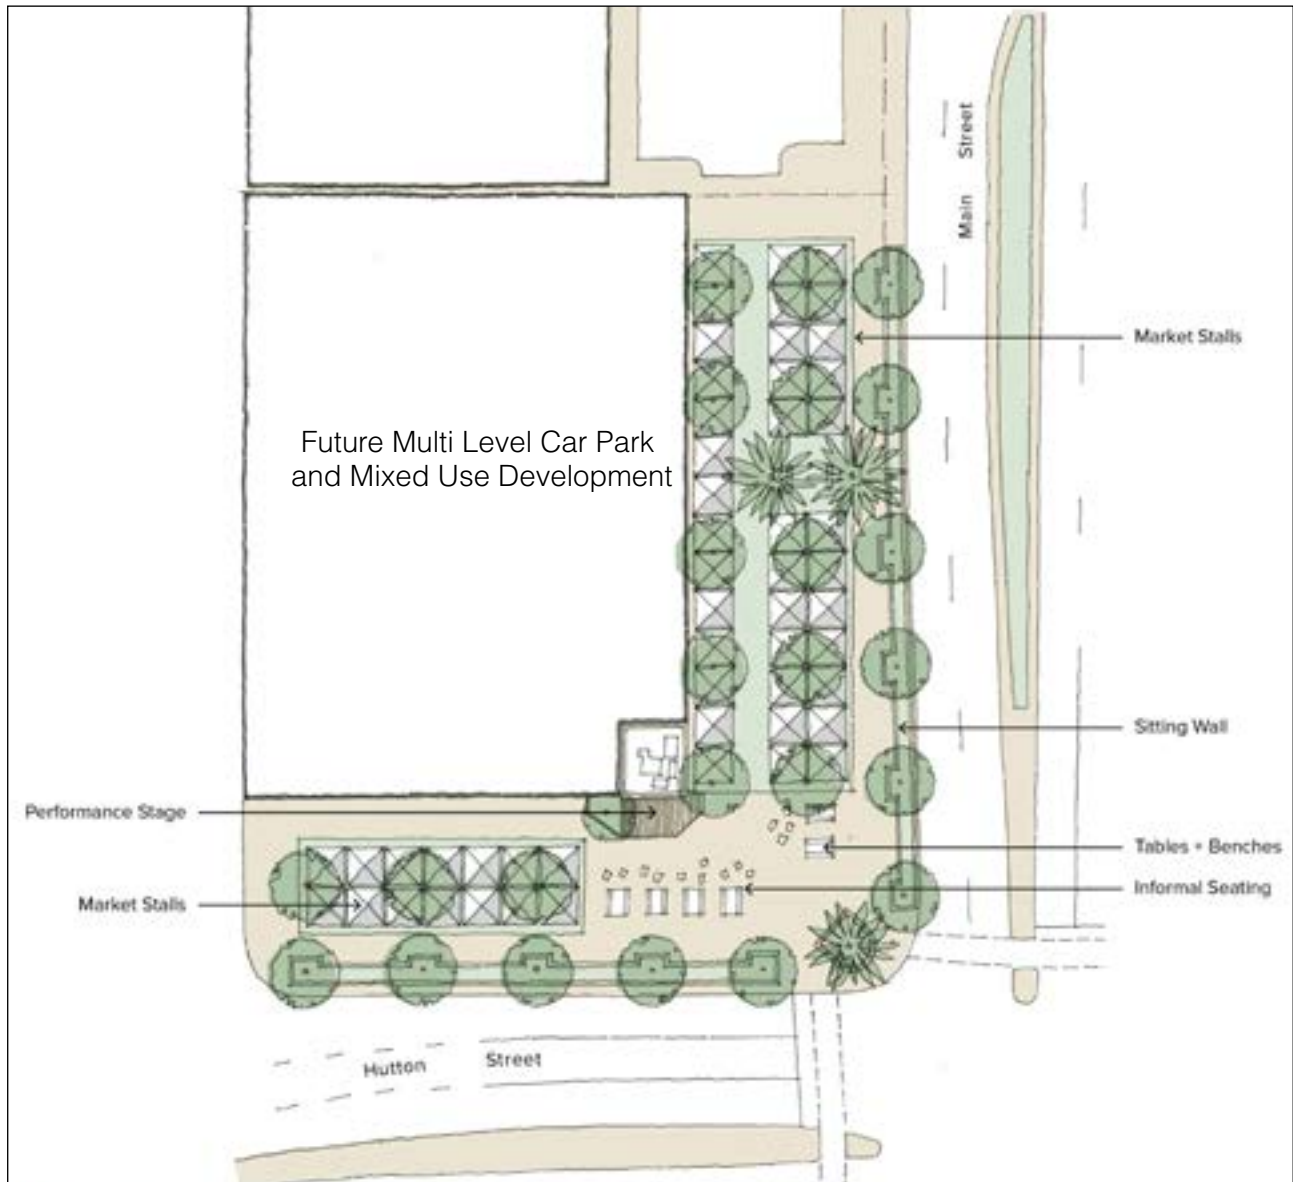 Main Street
Market Stalls
Future Multi Level Car Park
and Mixed Use Development
Sitting Wall
Performance Stage
Tables + Benches
Informal Seating
Market Stalls
Hutton Street